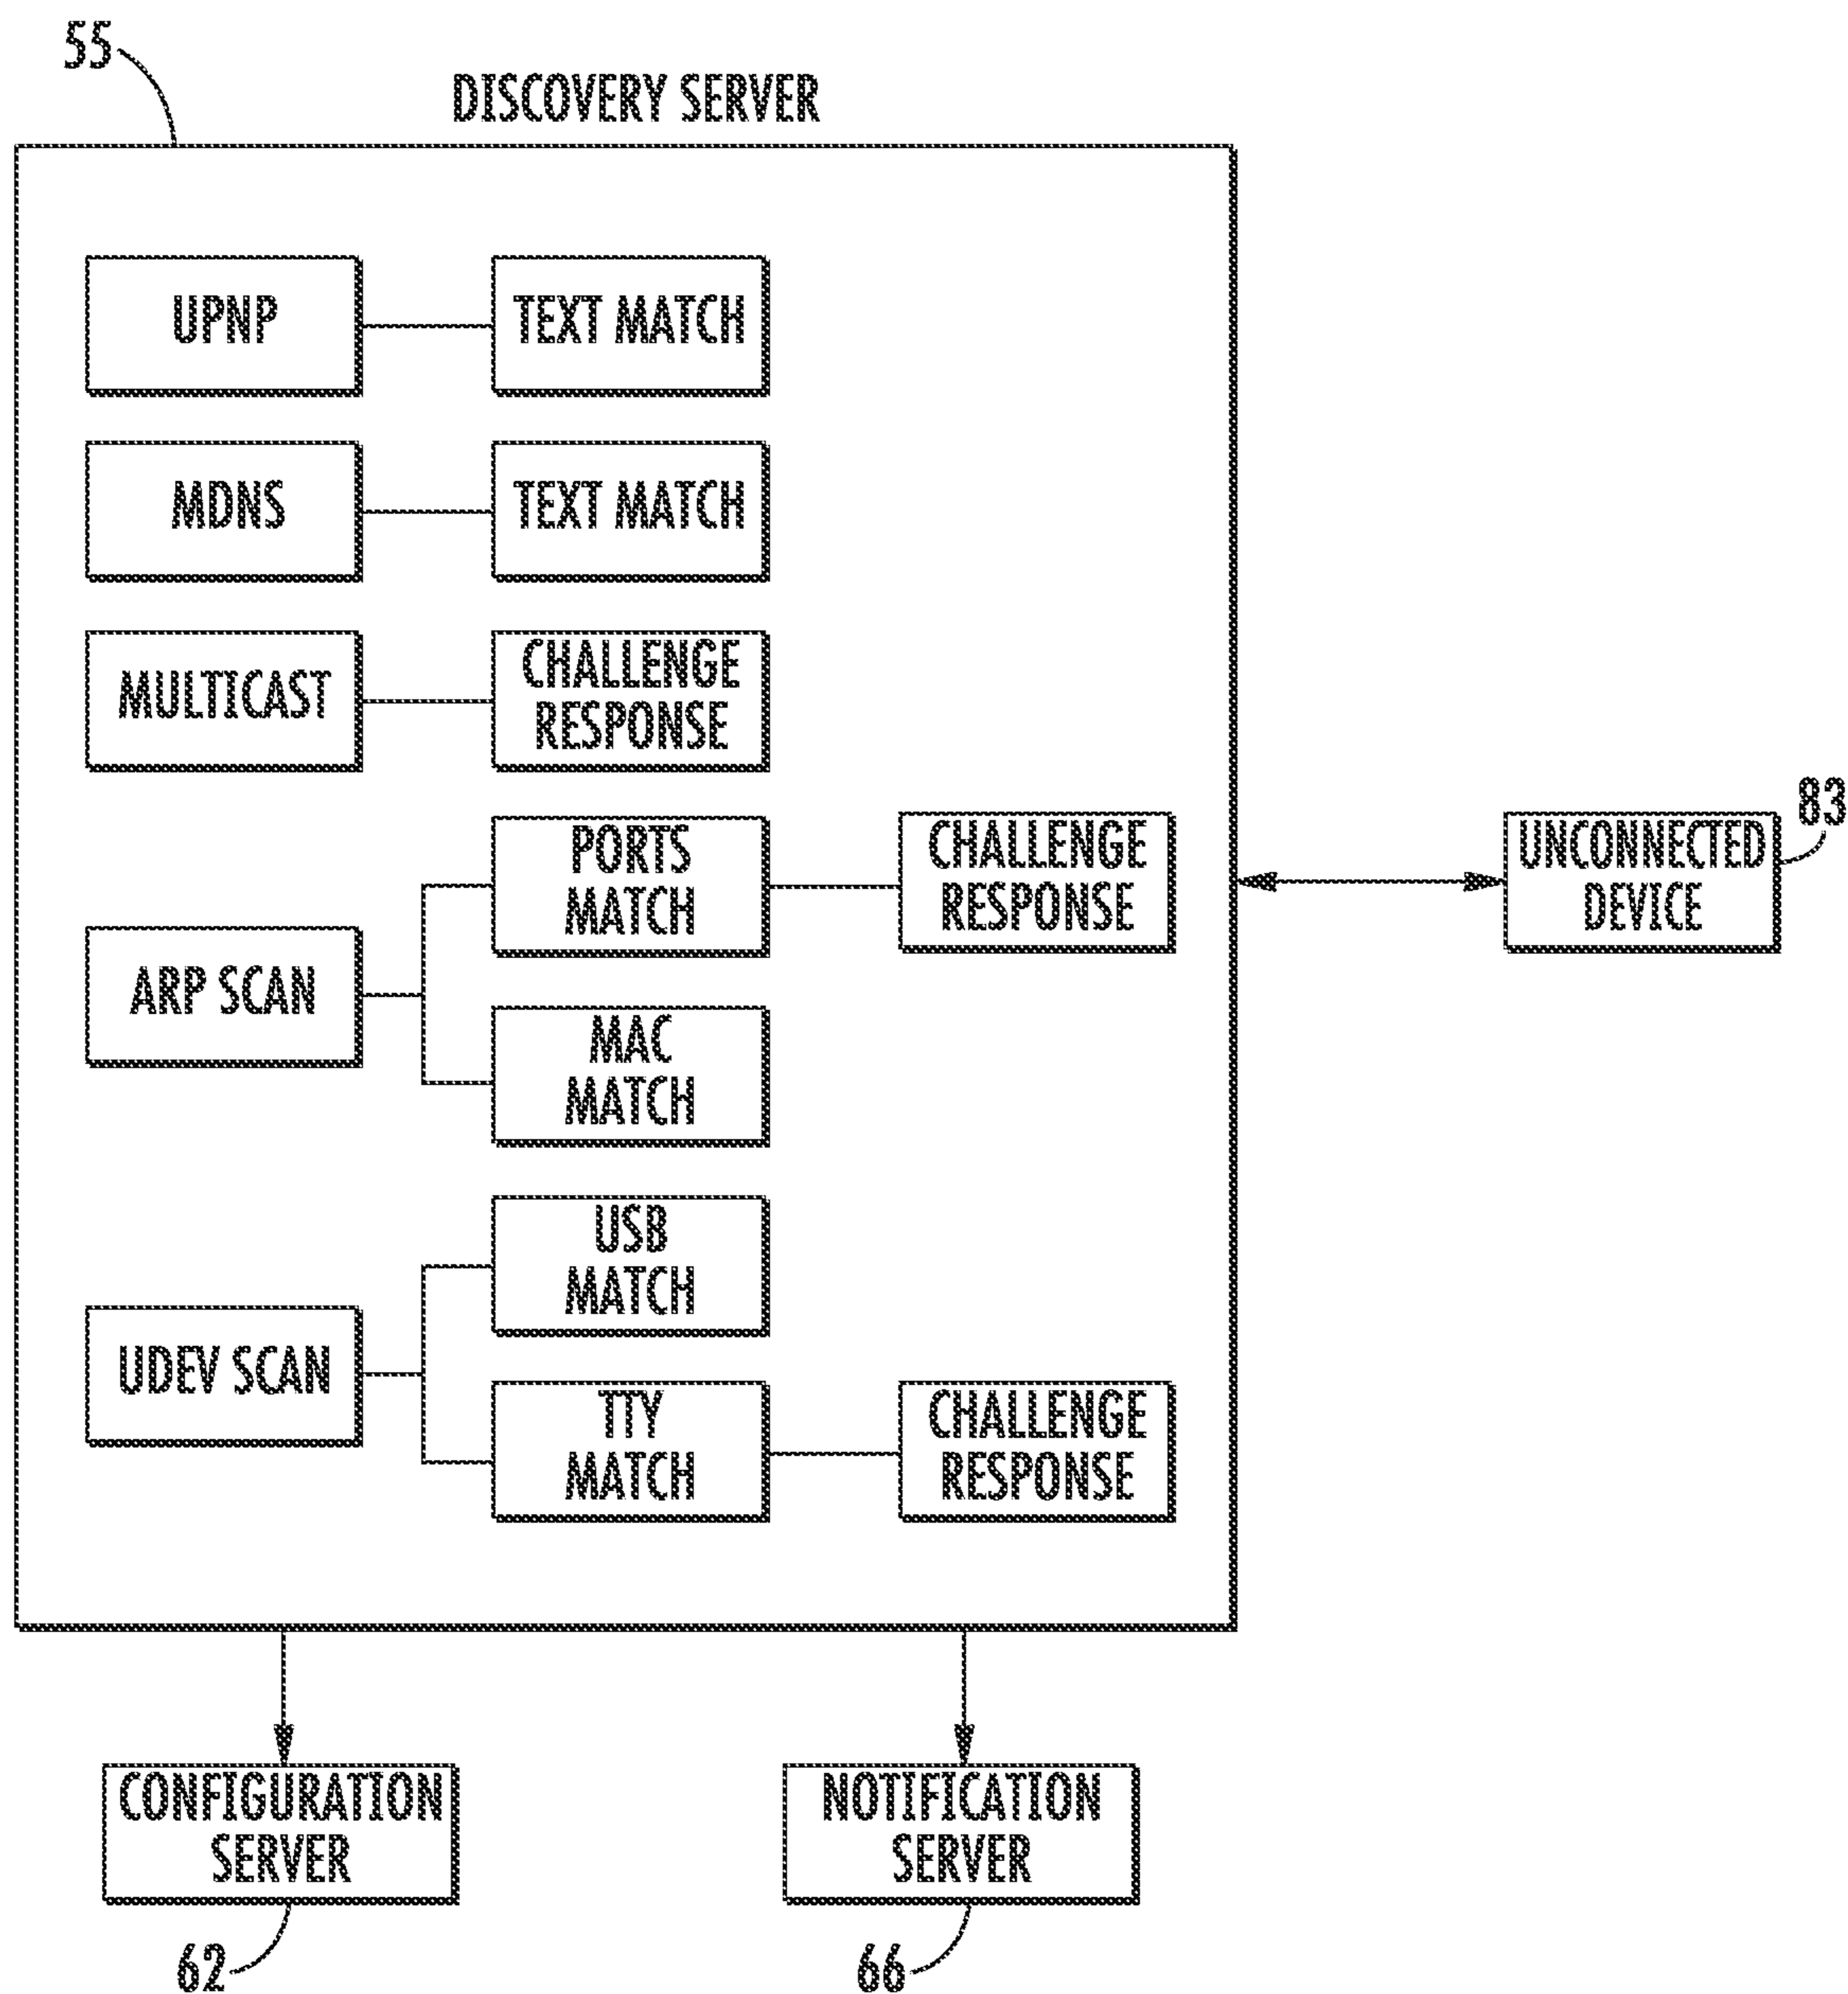 55
DISCOVERY SERVER
UPNP
TEXT MATCH
MDNS
TEXT MATCH
MULTICAST
CHALLENGE
RESPONSE
ARP SCAN
PORTS
MATCH
CHALLENGE
RESPONSE
MAC
MATCH
UDEV SCAN
USB
MATCH
TTY
MATCH
CHALLENGE
RESPONSE
UNCONNECTED
DEVICE
83
CONFIGURATION
SERVER
62
NOTIFICATION
SERVER
66